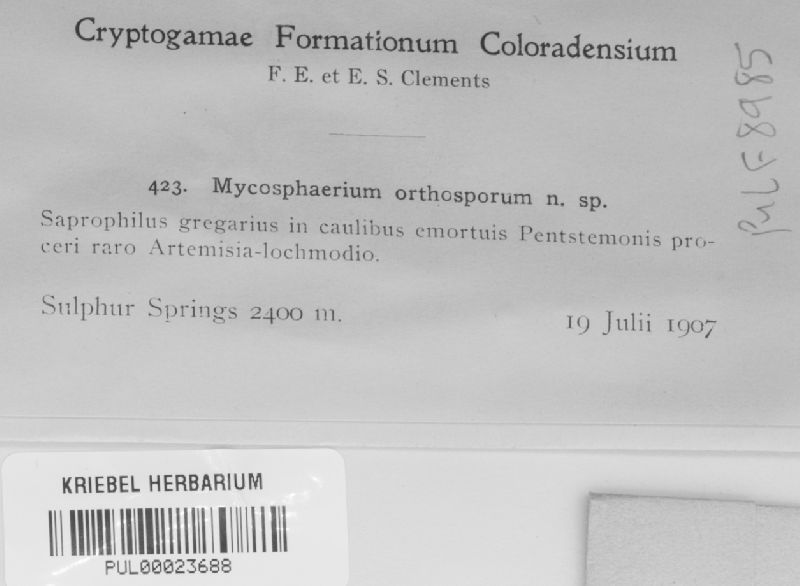 Cryptogamae Formationum Coloradensium
F. E. et E. S. Clements
423. Mycosphaerium orthosporum n. sp.
Saprophilus gregarius in caulibus emortuis Pentstemonis pro-
ceri raro Artemisia-lochmodio.
Sulphur Springs 2400 m. 19 Julii 1907
PUL F 8985
KRIEBEL HERBARIUM
PUL00023688